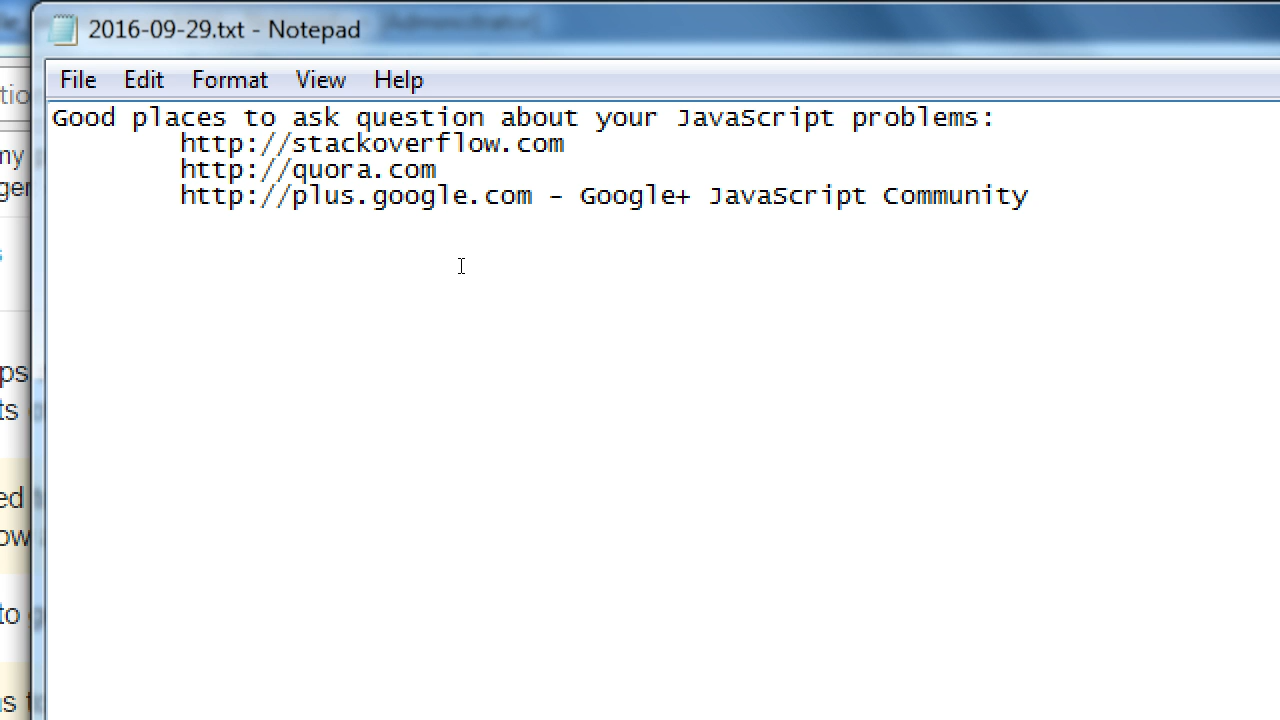 2016-09-29.txt - Notepad
File Edit Format View Help
Good places to ask question about your JavaScript problems:
http://stackoverflow.com
http://quora.com
http://plus.google.com - Google+ JavaScript Community